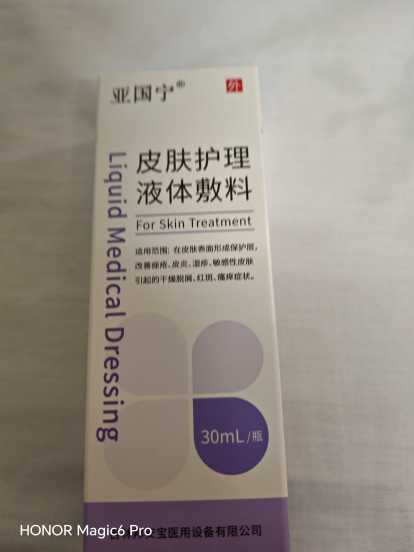 亚国宁®
外
皮肤护理
液体敷料
For Skin Treatment
Liquid Medical Dressing
适用范围: 在皮肤表面形成保护层,
改善痤疮、皮炎、湿疹、敏感性皮肤
引起的干燥脱屑、红斑、瘙痒症状。
30mL/瓶
宝医用设备有限公司
HONOR Magic6 Pro